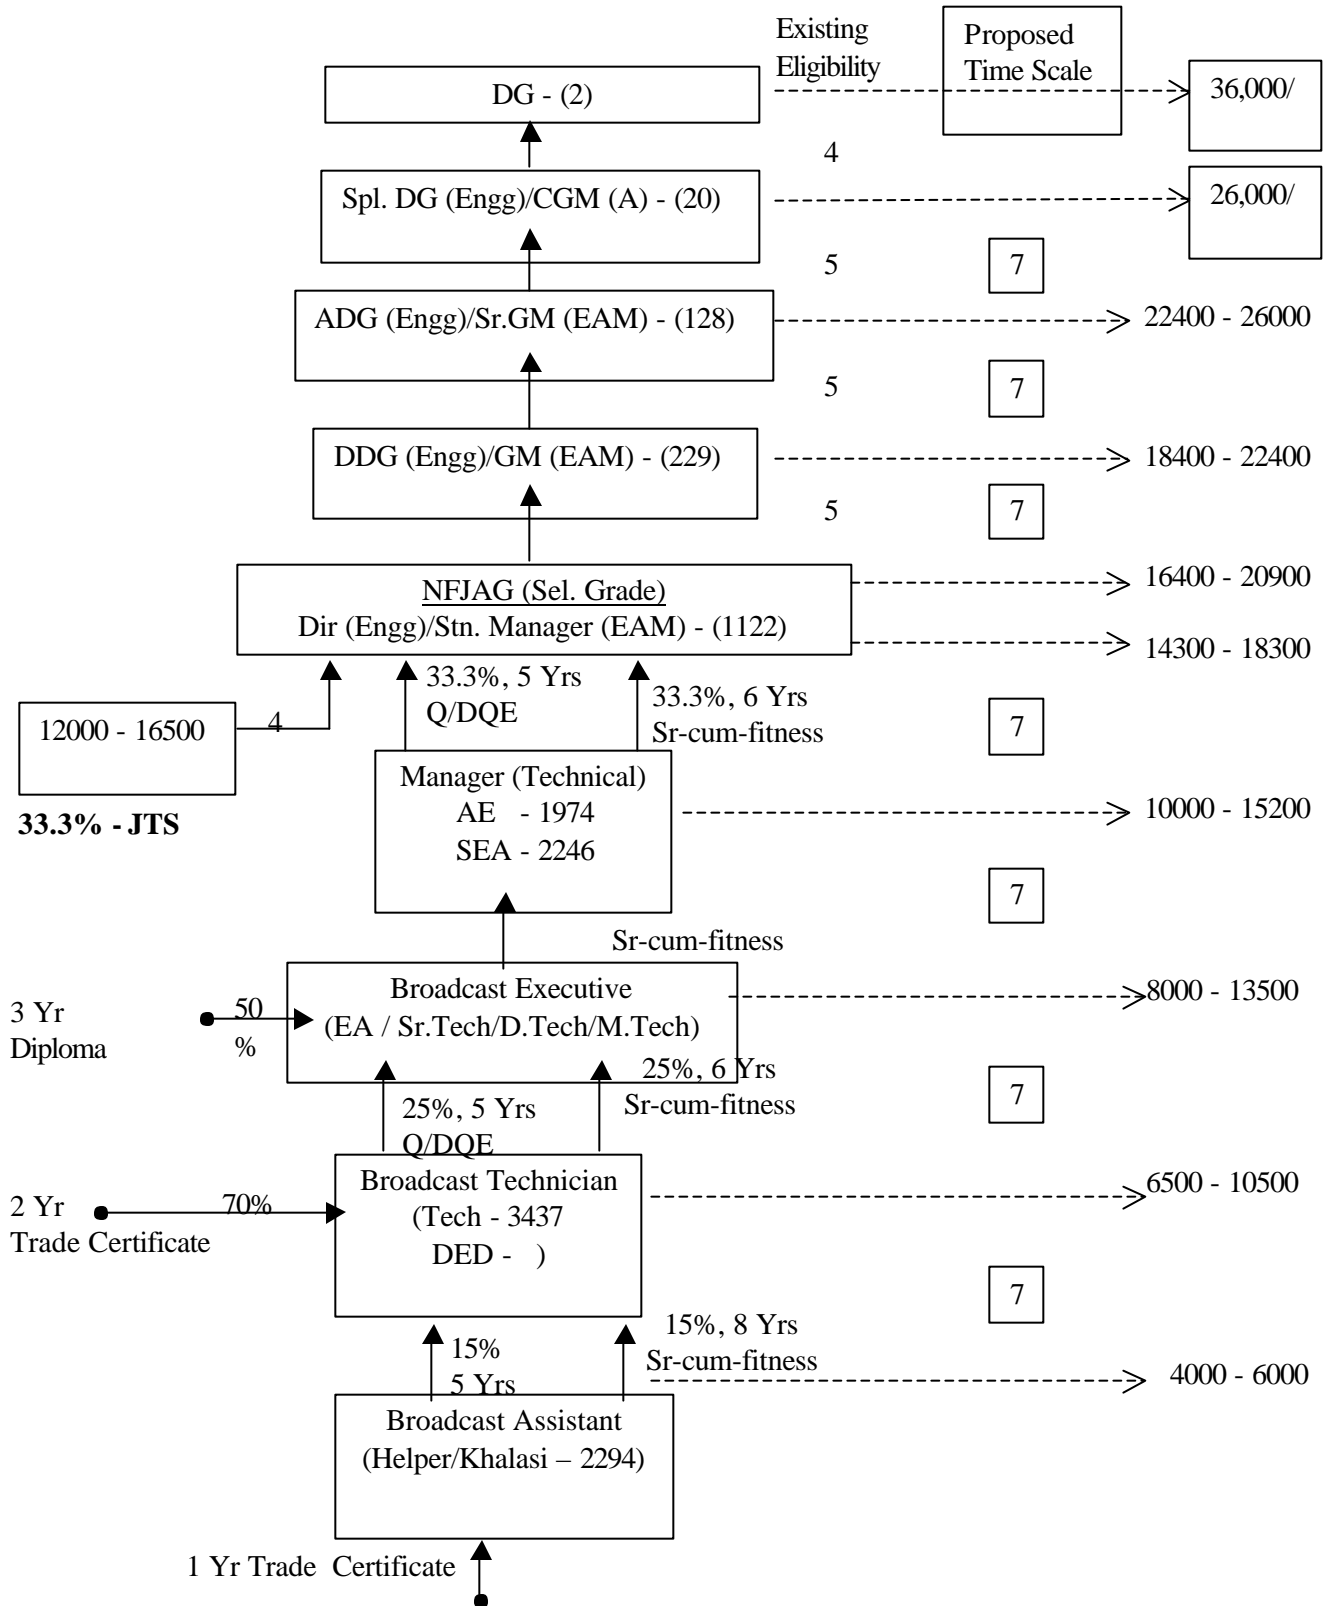 Existing
Eligibility
Proposed
Time Scale
DG - (2)
36,000/
4
Spl. DG (Engg)/CGM (A) - (20)
26,000/
5
7
ADG (Engg)/Sr.GM (EAM) - (128)
22400 - 26000
5
7
DDG (Engg)/GM (EAM) - (229)
18400 - 22400
5
7
NFJAG (Sel. Grade)
Dir (Engg)/Stn. Manager (EAM) - (1122)
16400 - 20900
14300 - 18300
33.3%, 5 Yrs
Q/DQE
33.3%, 6 Yrs
Sr-cum-fitness
12000 - 16500
4
33.3% - JTS
7
Manager (Technical)
AE - 1974
SEA - 2246
10000 - 15200
7
Sr-cum-fitness
Broadcast Executive
(EA / Sr.Tech/D.Tech/M.Tech)
8000 - 13500
3 Yr
Diploma
50
%
25%, 6 Yrs
Sr-cum-fitness
25%, 5 Yrs
Q/DQE
7
Broadcast Technician
(Tech - 3437
DED - )
6500 - 10500
2 Yr
Trade Certificate
70%
7
15%
5 Yrs
15%, 8 Yrs
Sr-cum-fitness
4000 - 6000
Broadcast Assistant
(Helper/Khalasi – 2294)
1 Yr Trade Certificate